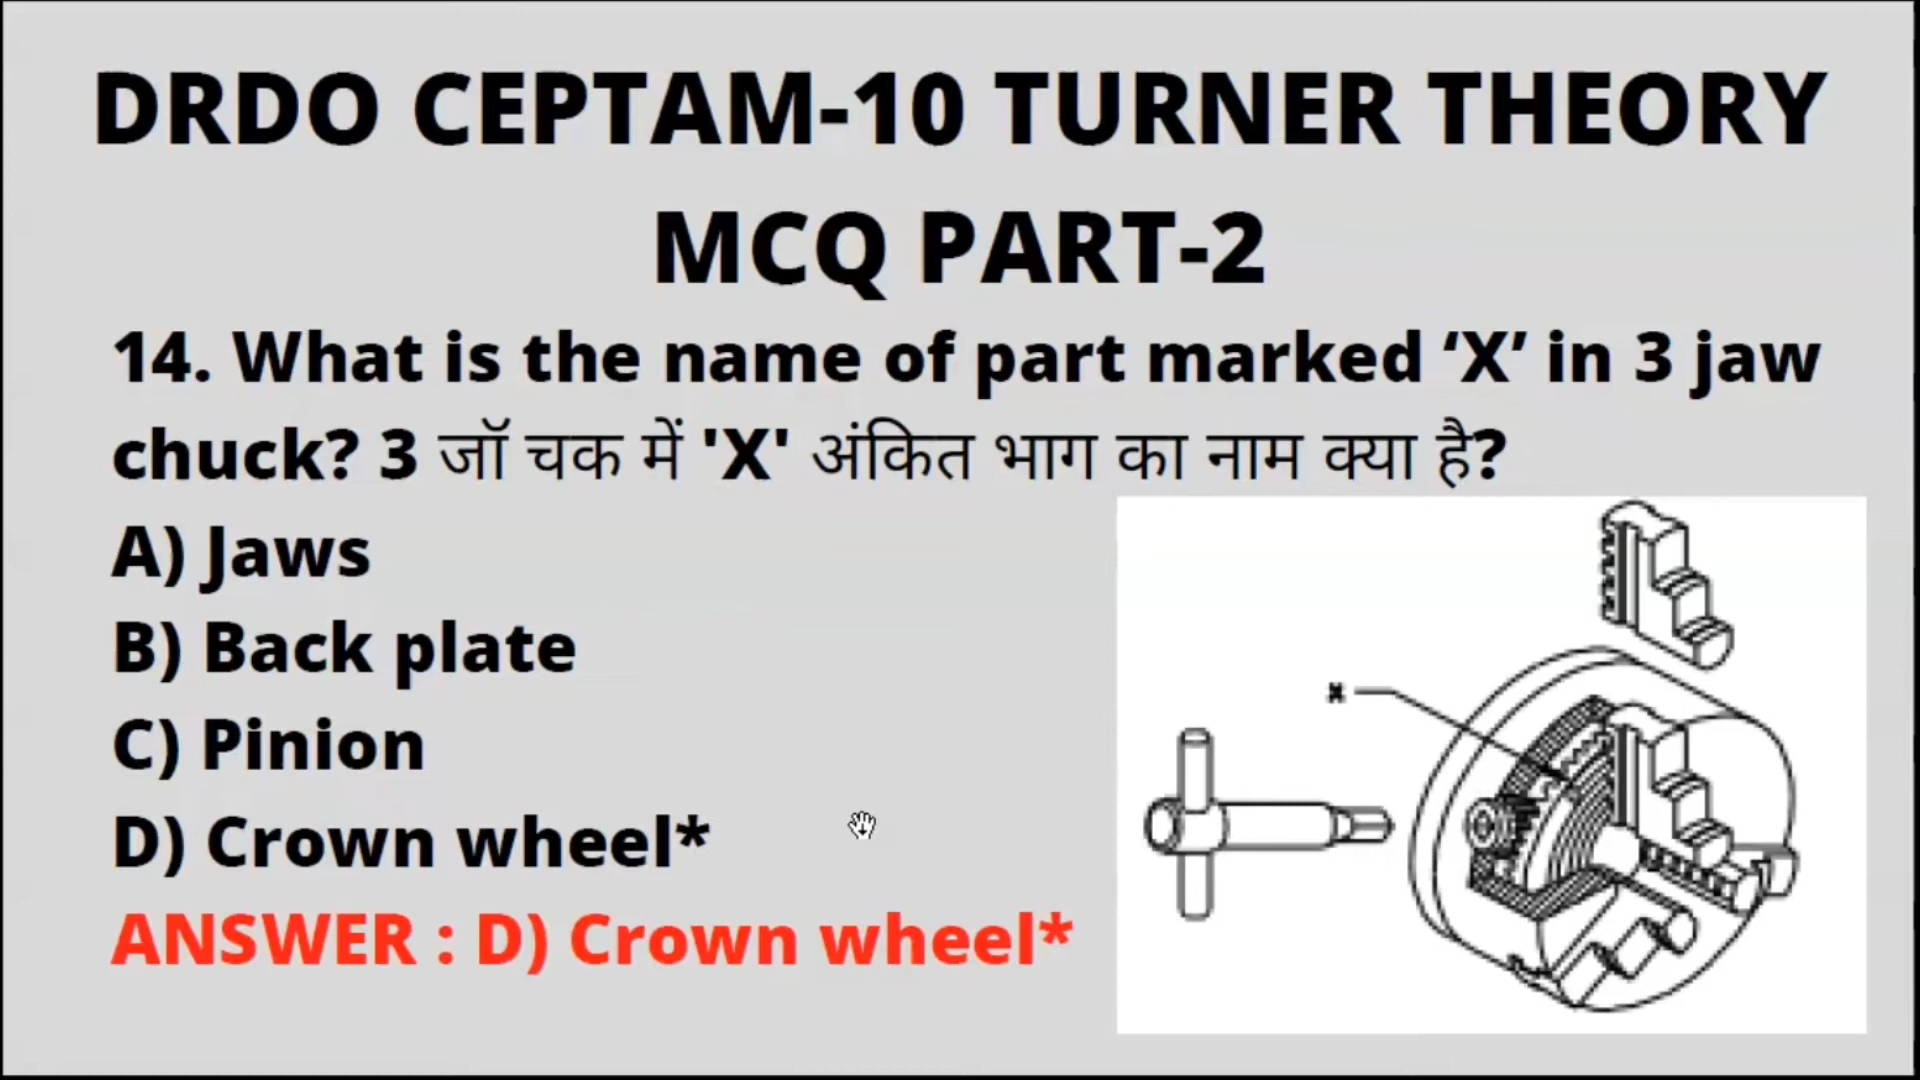 DRDO CEPTAM-10 TURNER THEORY
MCQ PART-2
14. What is the name of part marked ‘X’ in 3 jaw
chuck? 3 जॉ चक में 'X' अंकित भाग का नाम क्या है?
A) Jaws
B) Back plate
C) Pinion
D) Crown wheel*
ANSWER : D) Crown wheel*
x